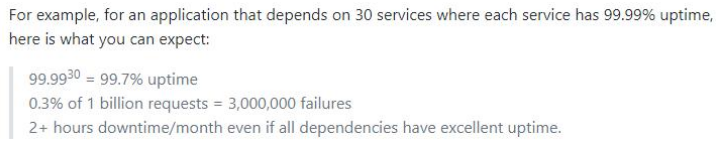 For example, for an application that depends on 30 services where each service has 99.99% uptime,
here is what you can expect:
99.99³⁰ = 99.7% uptime
0.3% of 1 billion requests = 3,000,000 failures
2+ hours downtime/month even if all dependencies have excellent uptime.